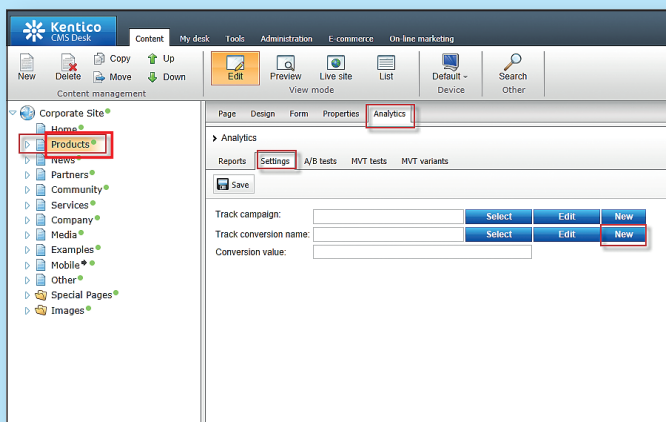 Kentico
CMS Desk
Content My desk Tools Administration E-commerce On-line marketing
New Delete Copy Move Up Down
Content management
Edit Preview Live site List
View mode
Default
Device
Search
Other
Corporate Site
Home
Products
News
Partners
Community
Services
Company
Media
Examples
Mobile
Other
Special Pages
Images
Page Design Form Properties Analytics
Analytics
Reports Settings A/B tests MVT tests MVT variants
Save
Track campaign: Select Edit New
Track conversion name: Select Edit New
Conversion value: